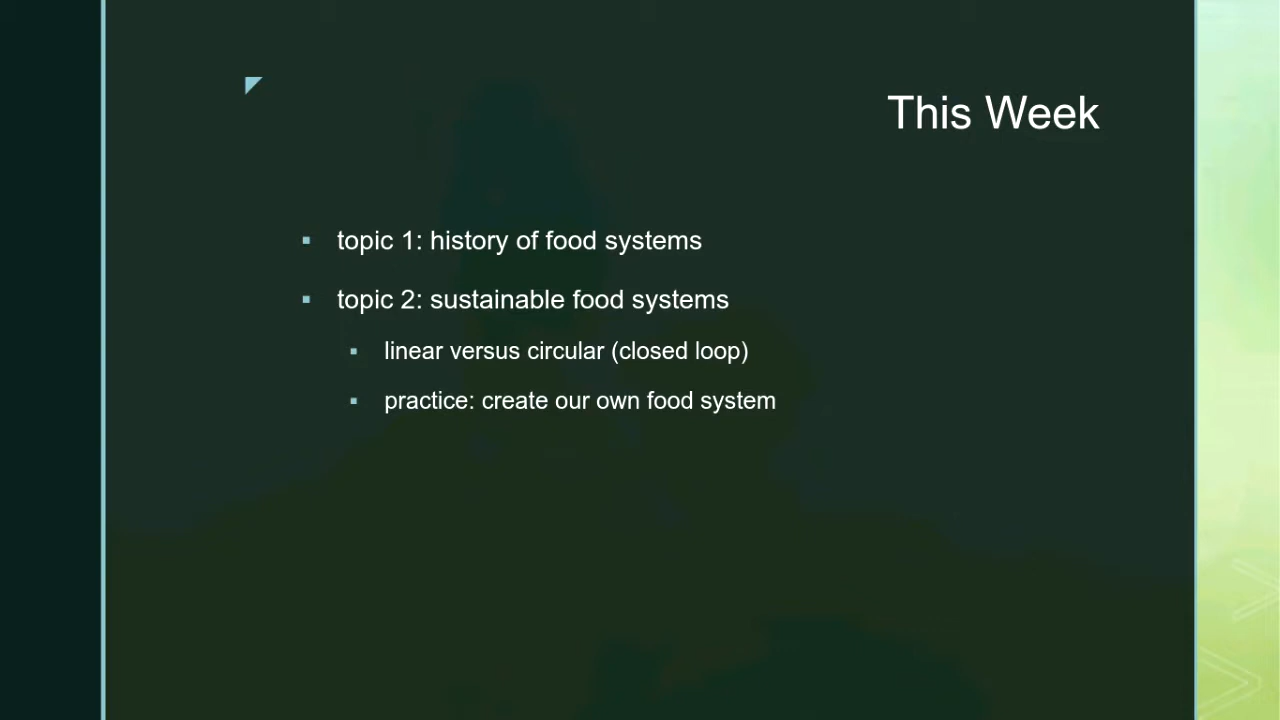 This Week
topic 1: history of food systems
topic 2: sustainable food systems
linear versus circular (closed loop)
practice: create our own food system